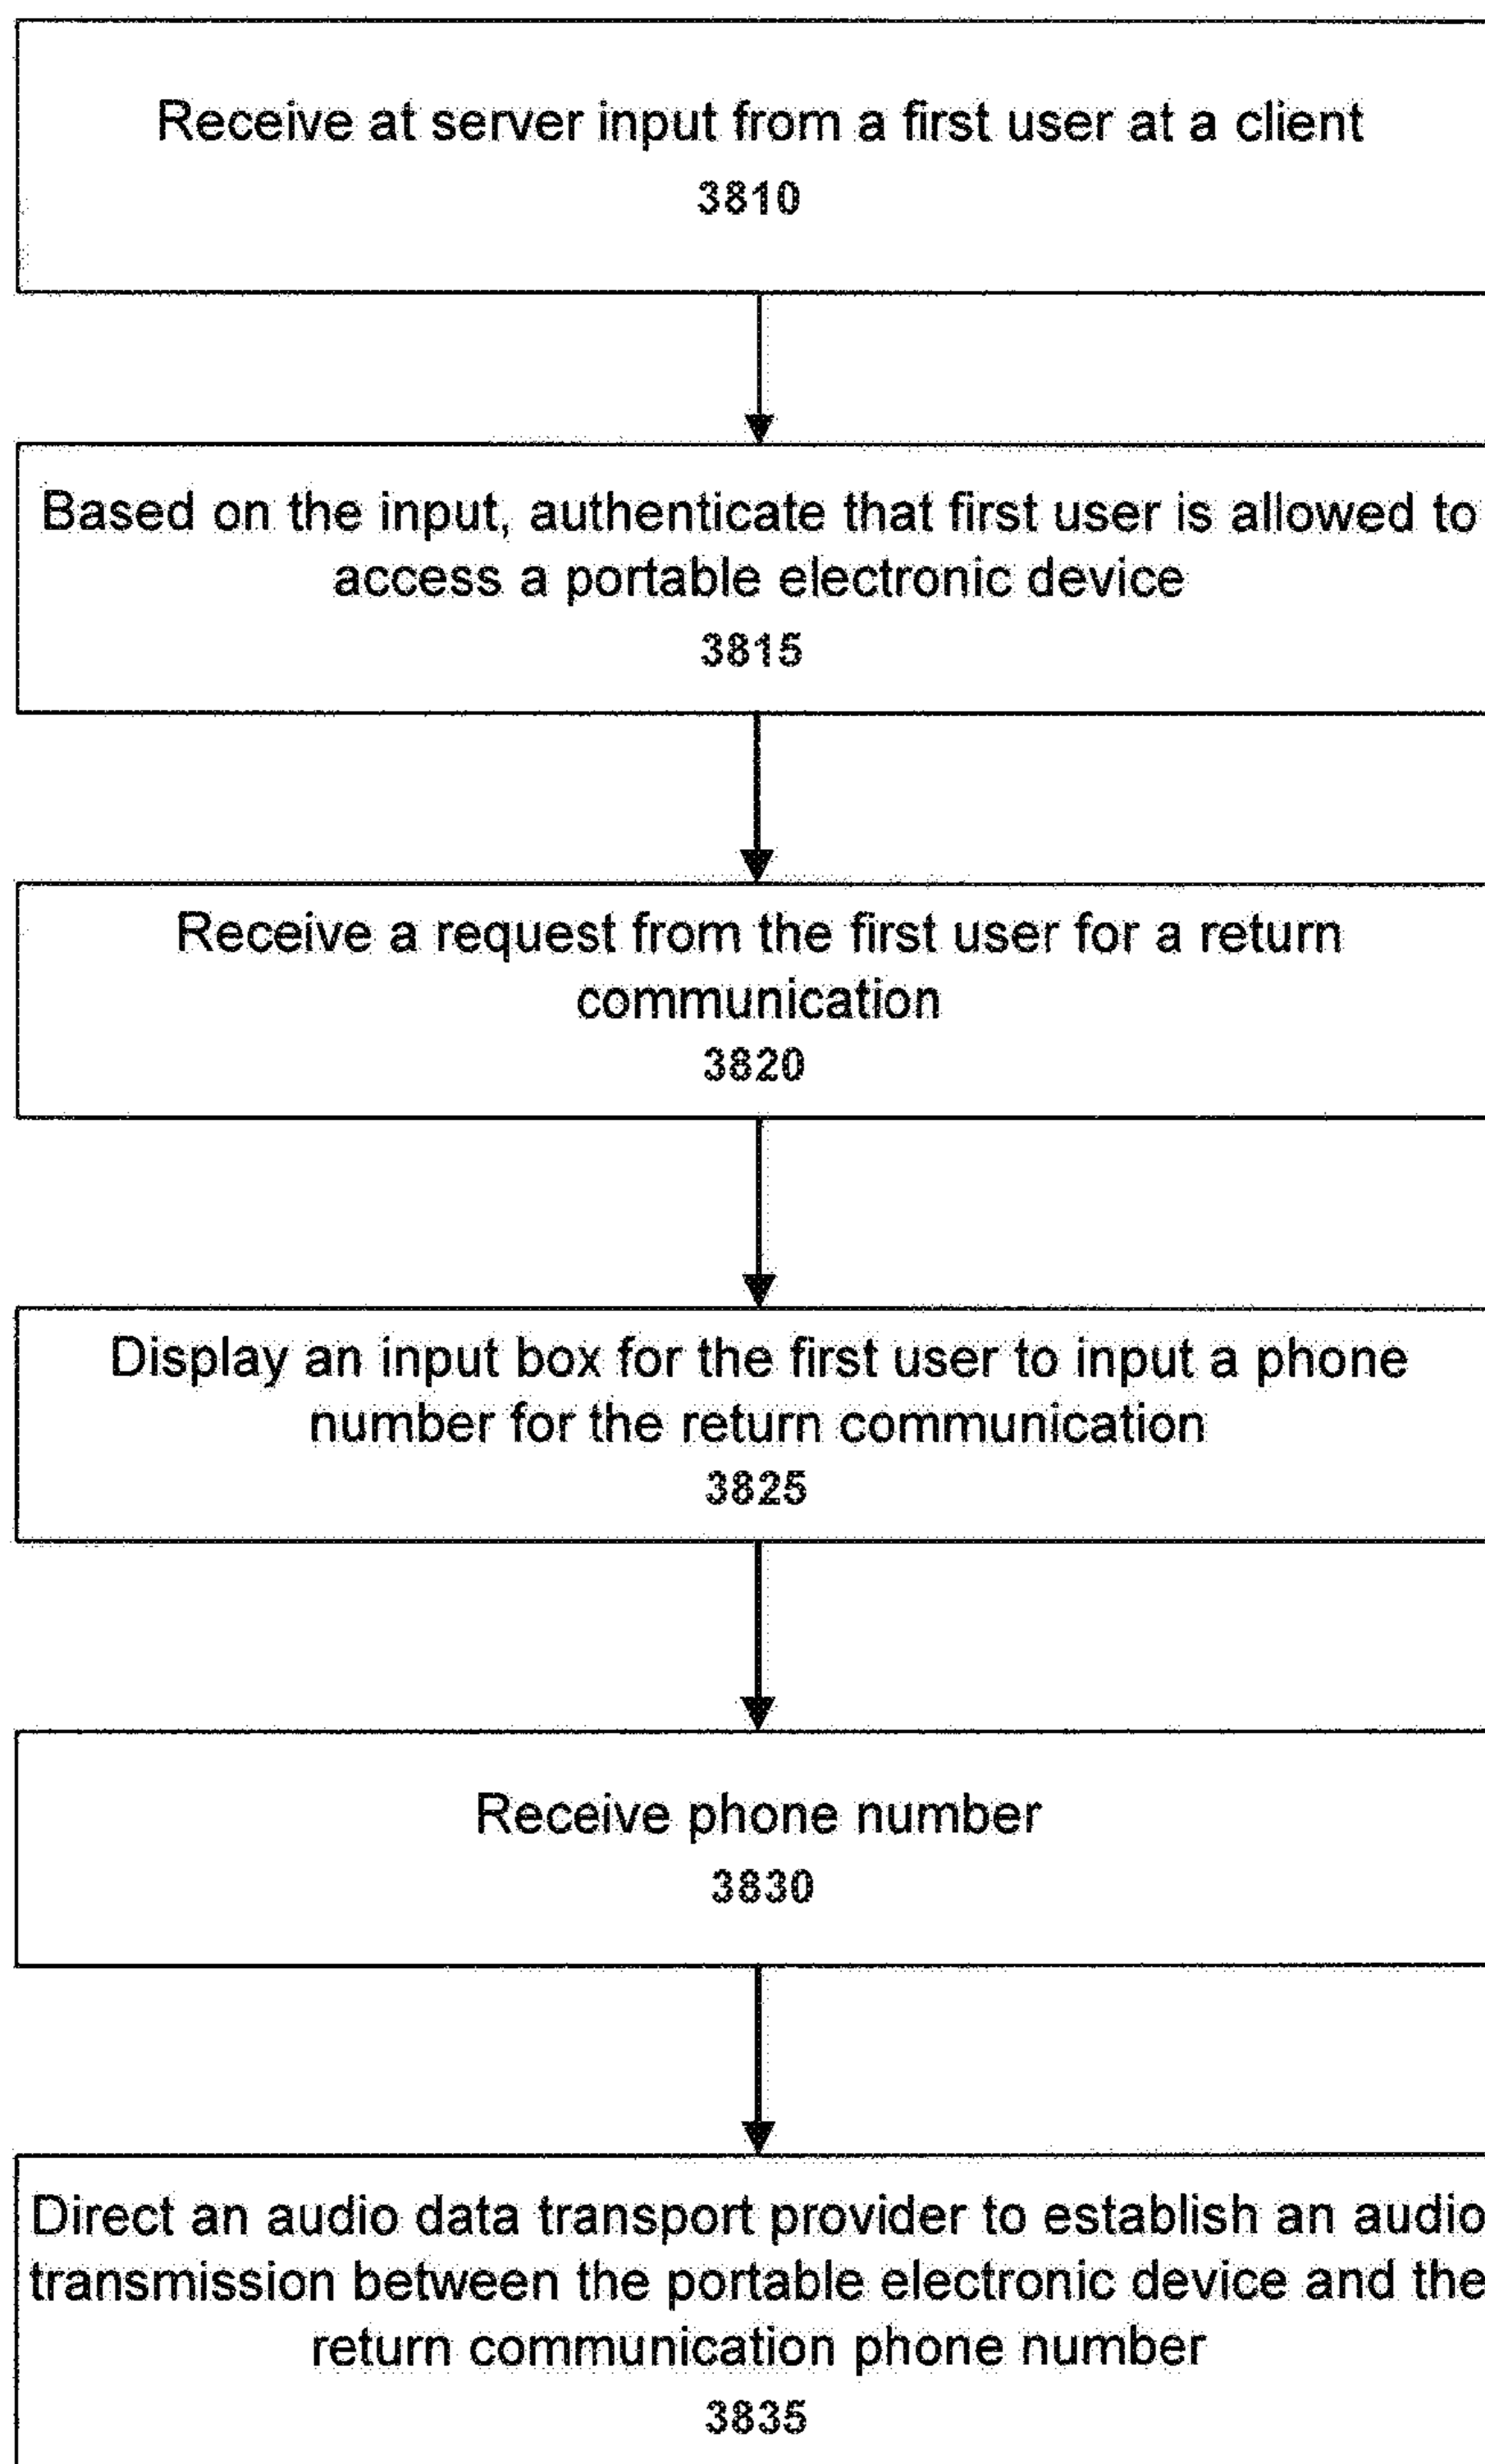 Receive at server input from a first user at a client
3810
Based on the input, authenticate that first user is allowed to
access a portable electronic device
3815
Receive a request from the first user for a return
communication
3820
Display an input box for the first user to input a phone
number for the return communication
3825
Receive phone number
3830
Direct an audio data transport provider to establish an audio
transmission between the portable electronic device and the
return communication phone number
3835